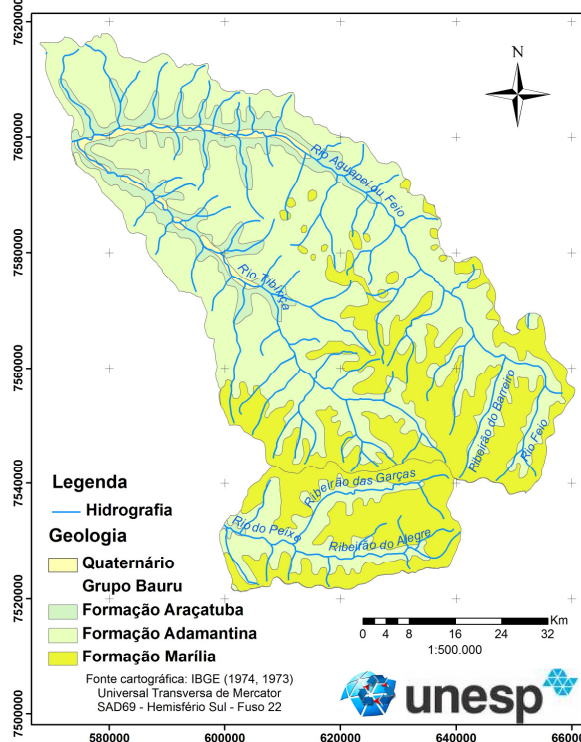 7620000
7600000
7580000
7560000
7540000
7520000
7500000
N
Rio Aguapeí ou Feio
Rio Tibiriça
Ribeirão do Barreiro
Rio Feio
Ribeirão das Garças
Rio do Peixe
Ribeirão do Alegre
Legenda
Hidrografia
Geologia
Quaternário
Grupo Bauru
Formação Araçatuba
Formação Adamantina
Formação Marília
Fonte cartográfica: IBGE (1974, 1973)
Universal Transversa de Mercator
SAD69 - Hemisfério Sul - Fuso 22
Km
0 4 8 16 24 32
1:500.000
unesp
580000 600000 620000 640000 660000